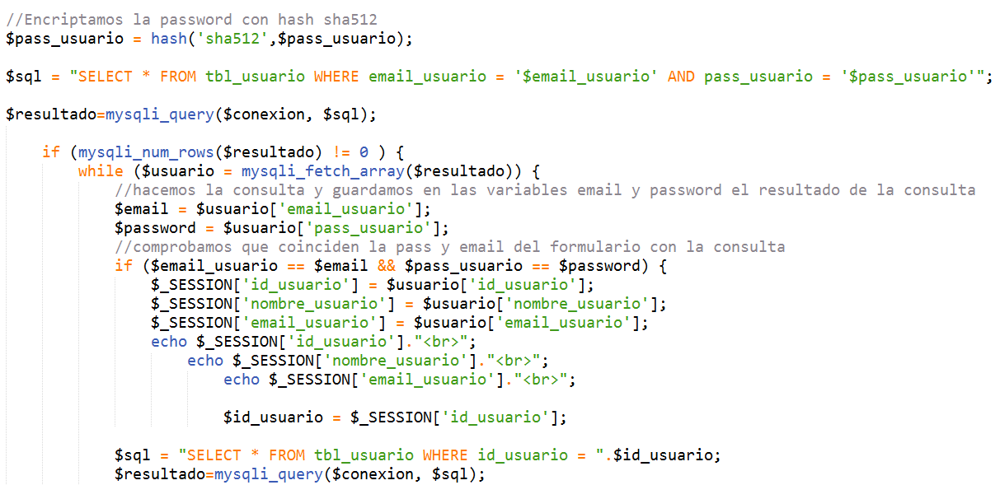 //Encriptamos la password con hash sha512
$pass_usuario = hash('sha512',$pass_usuario);
$sql = "SELECT * FROM tbl_usuario WHERE email_usuario = '$email_usuario' AND pass_usuario = '$pass_usuario'";
$resultado=mysqli_query($conexion, $sql);
if (mysqli_num_rows($resultado) != 0 ) {
while ($usuario = mysqli_fetch_array($resultado)) {
//hacemos la consulta y guardamos en las variables email y password el resultado de la consulta
$email = $usuario['email_usuario'];
$password = $usuario['pass_usuario'];
//comprobamos que coinciden la pass y email del formulario con la consulta
if ($email_usuario == $email && $pass_usuario == $password) {
$_SESSION['id_usuario'] = $usuario['id_usuario'];
$_SESSION['nombre_usuario'] = $usuario['nombre_usuario'];
$_SESSION['email_usuario'] = $usuario['email_usuario'];
echo $_SESSION['id_usuario']."<br>";
echo $_SESSION['nombre_usuario']."<br>";
echo $_SESSION['email_usuario']."<br>";
$id_usuario = $_SESSION['id_usuario'];
$sql = "SELECT * FROM tbl_usuario WHERE id_usuario = ".$id_usuario;
$resultado=mysqli_query($conexion, $sql);